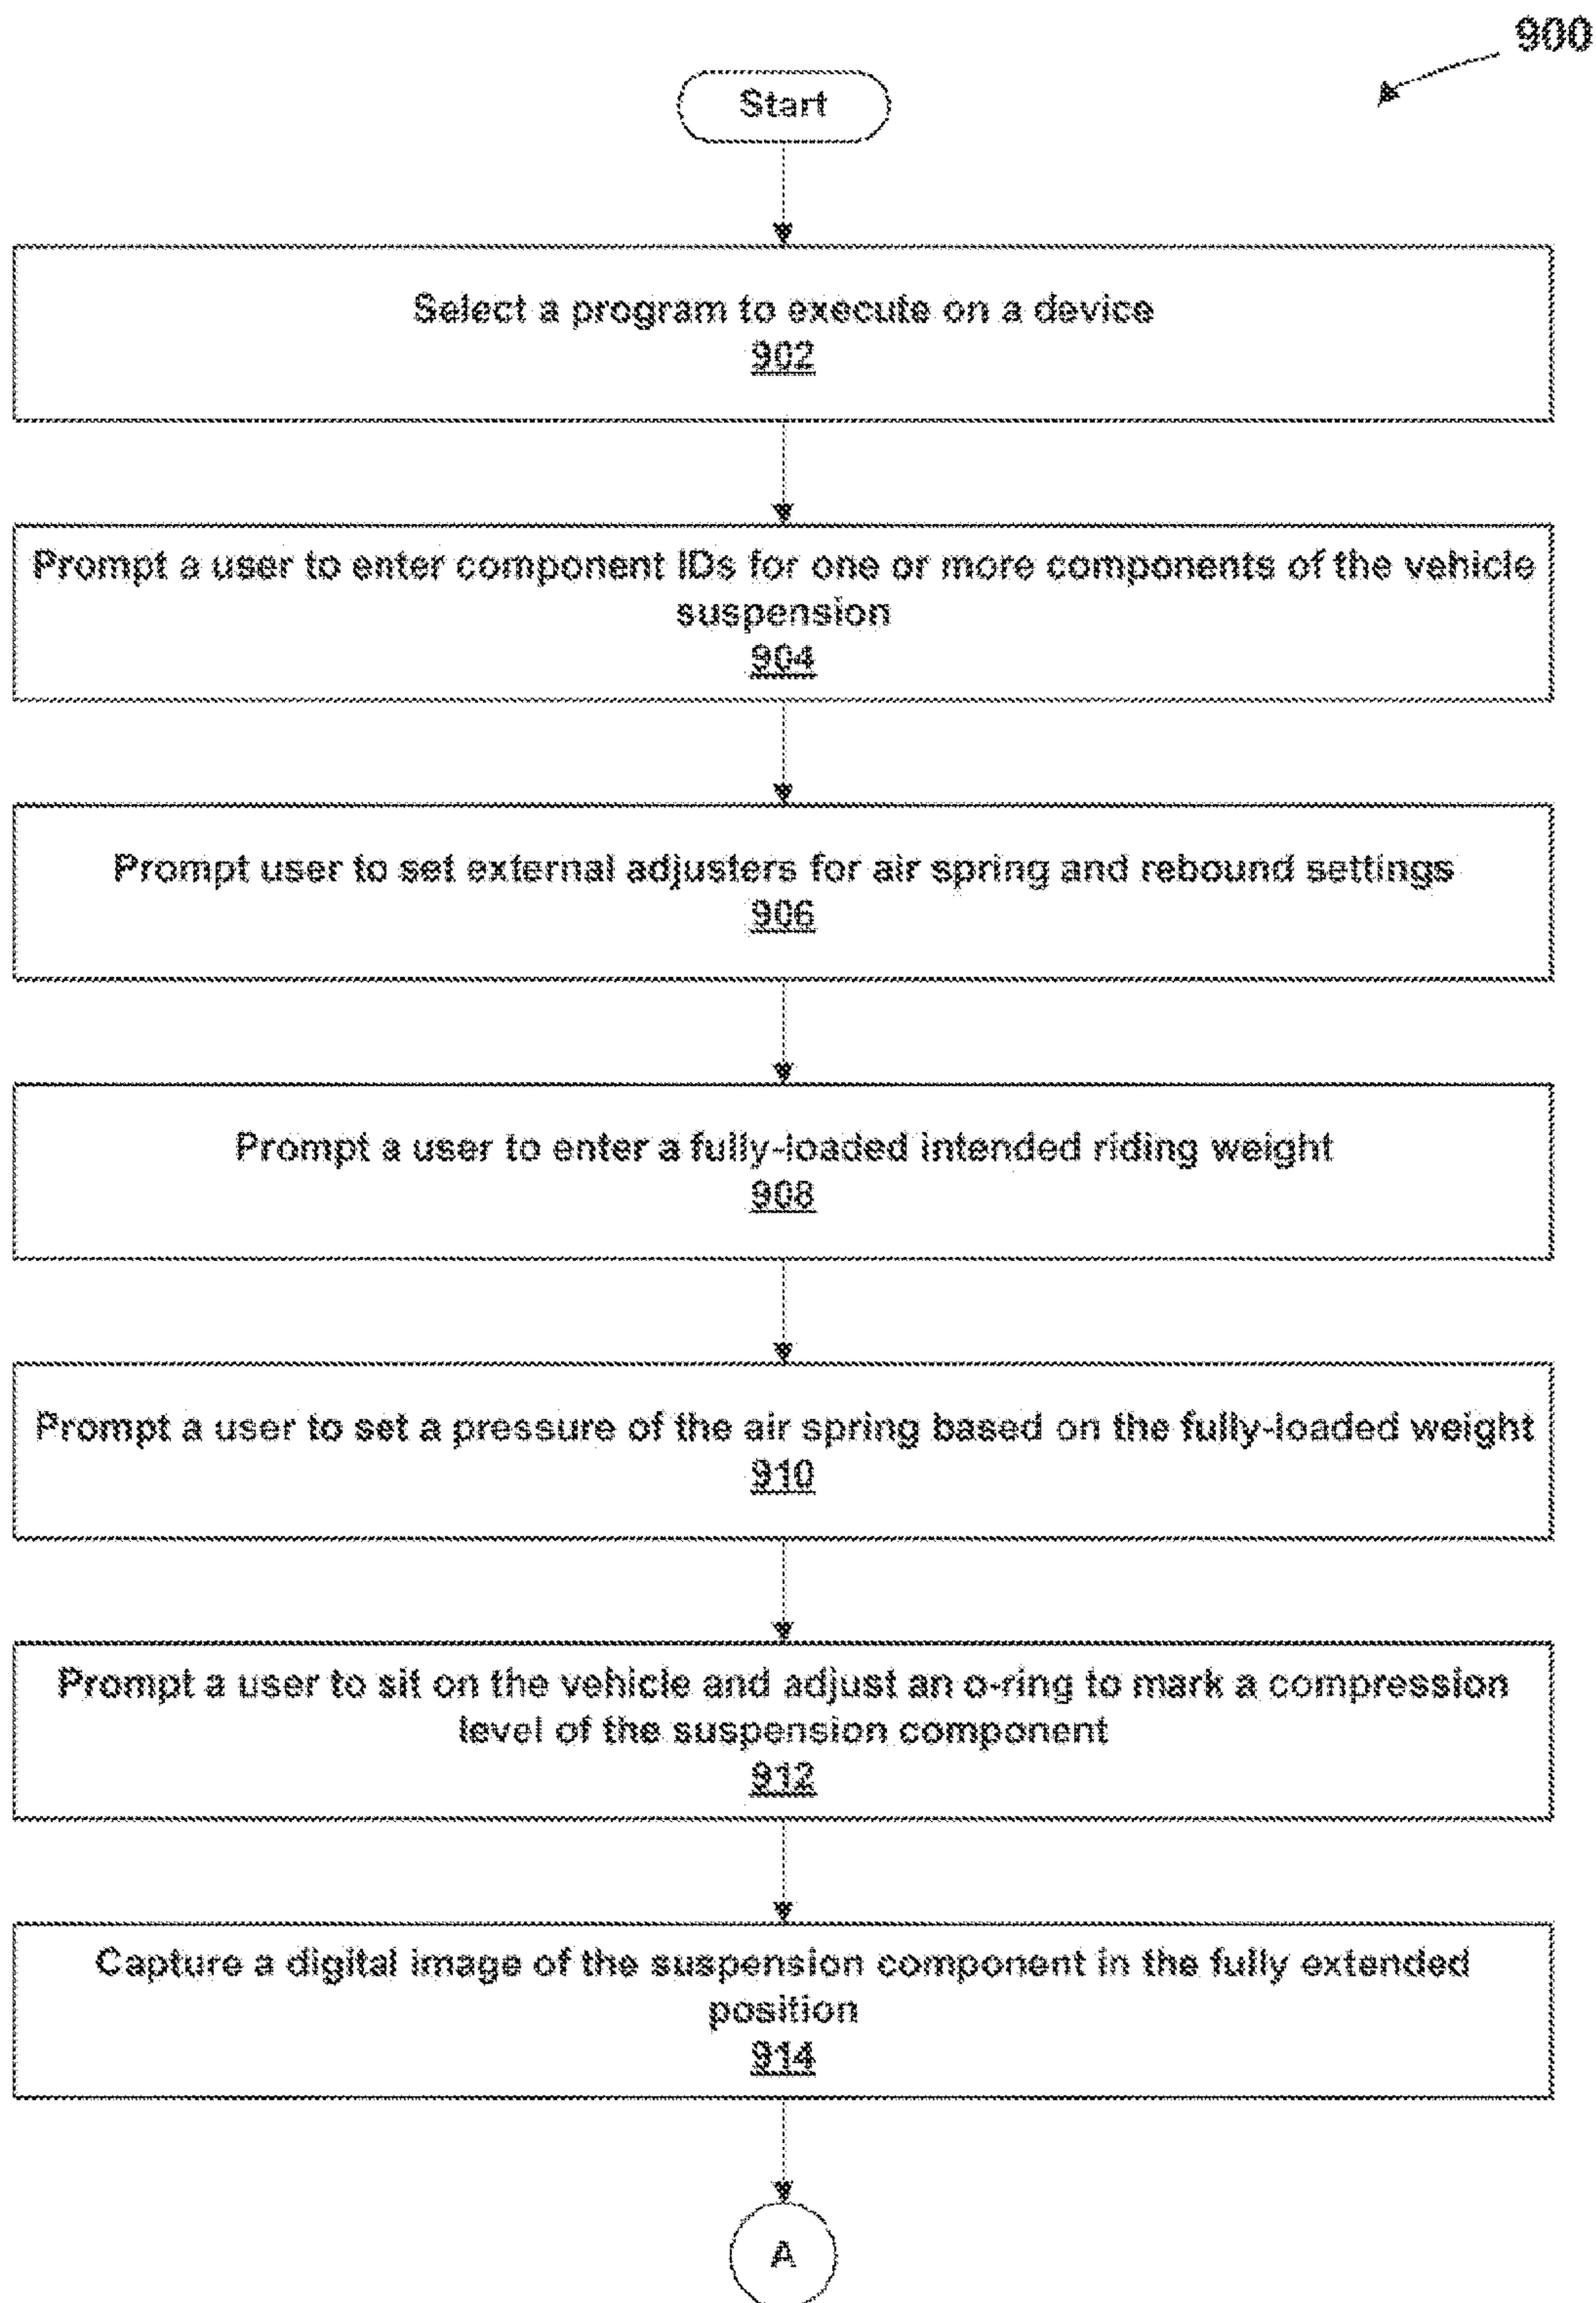 900
Start
Select a program to execute on a device
902
Prompt a user to enter component IDs for one or more components of the vehicle
suspension
904
Prompt user to set external adjusters for air spring and rebound settings
906
Prompt a user to enter a fully-loaded intended riding weight
908
Prompt a user to set a pressure of the air spring based on the fully-loaded weight
910
Prompt a user to sit on the vehicle and adjust an o-ring to mark a compression
level of the suspension component
912
Capture a digital image of the suspension component in the fully extended
position
914
A